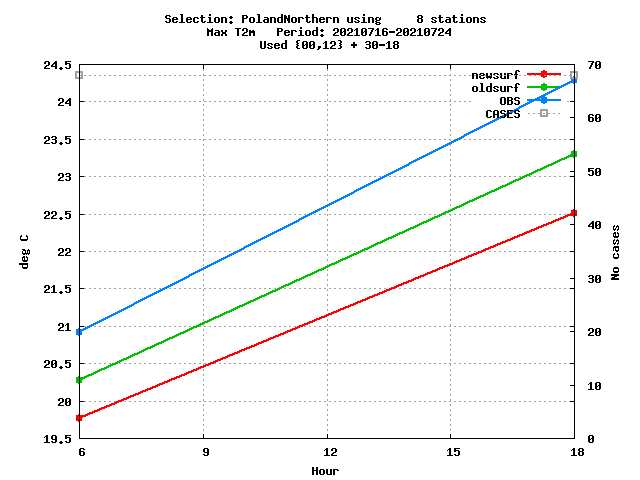 Selection: PolandNorthern using     8 stations
Max T2m   Period: 20210716-20210724
Used {00,12} + 30-18
24.5
24
23.5
23
22.5
22
21.5
21
20.5
20
19.5
deg C
6
9
12
15
18
Hour
70
60
50
40
30
20
10
0
No cases
newsurf
oldsurf
OBS
CASES